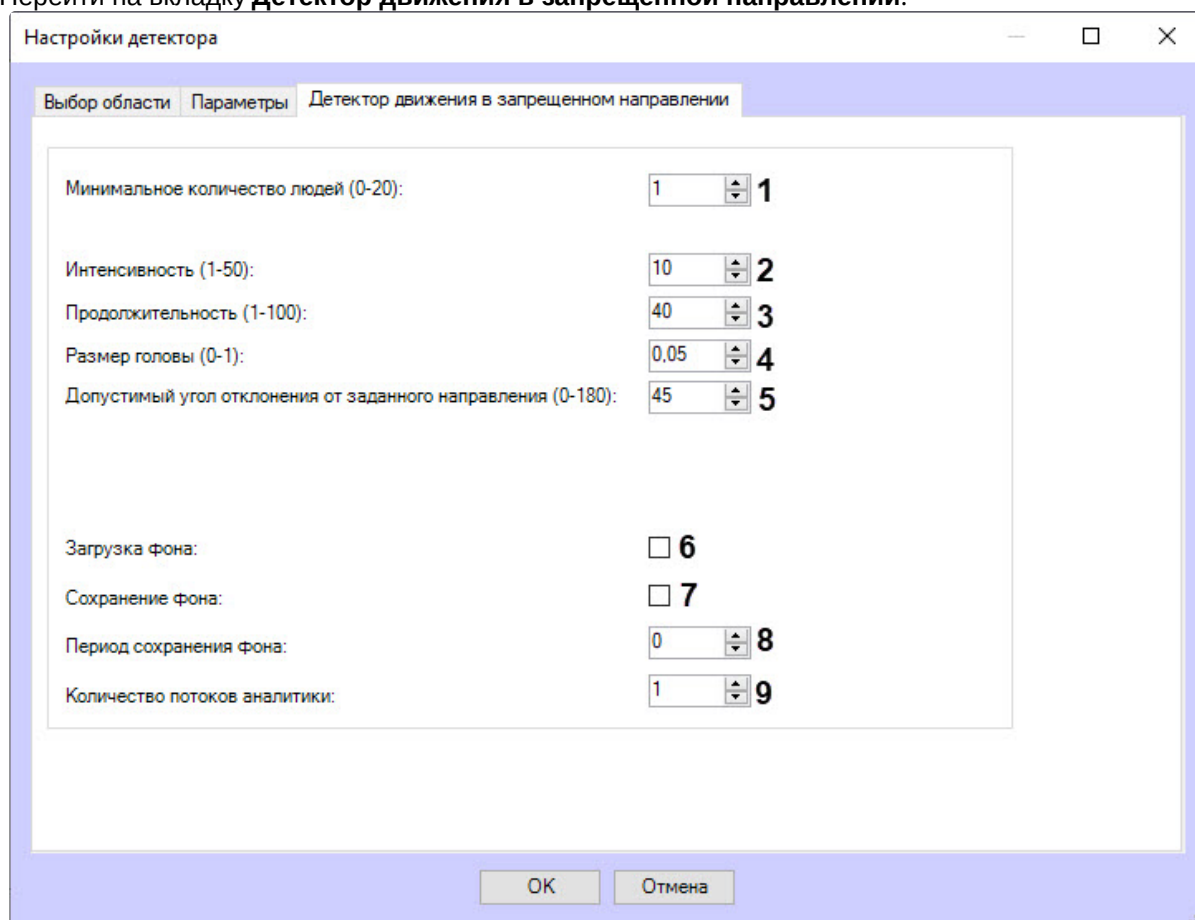 Перейти на вкладку Детектор движения в запрещенной направлении.
Настройки детектора
Выбор области Параметры Детектор движения в запрещенном направлении
Минимальное количество людей (0-20): 1 1
Интенсивность (1-50): 10 2
Продолжительность (1-100): 40 3
Размер головы (0-1): 0,05 4
Допустимый угол отклонения от заданного направления (0-180): 45 5
Загрузка фона: 6
Сохранение фона: 7
Период сохранения фона: 0 8
Количество потоков аналитики: 1 9
OK Отмена